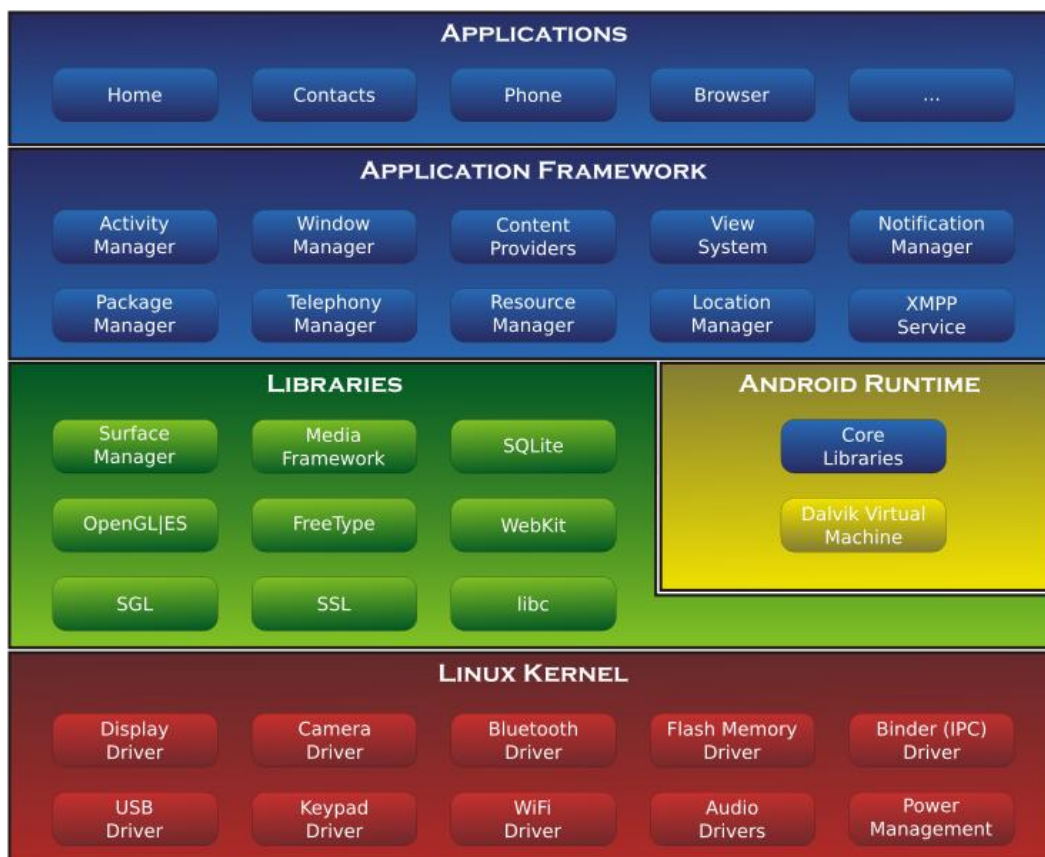 APPLICATIONS
Home
Contacts
Phone
Browser
...
APPLICATION FRAMEWORK
Activity
Manager
Window
Manager
Content
Providers
View
System
Notification
Manager
Package
Manager
Telephony
Manager
Resource
Manager
Location
Manager
XMPP
Service
LIBRARIES
Surface
Manager
Media
Framework
SQLite
OpenGL|ES
FreeType
WebKit
SGL
SSL
libc
ANDROID RUNTIME
Core
Libraries
Dalvik Virtual
Machine
LINUX KERNEL
Display
Driver
Camera
Driver
Bluetooth
Driver
Flash Memory
Driver
Binder (IPC)
Driver
USB
Driver
Keypad
Driver
WiFi
Driver
Audio
Drivers
Power
Management